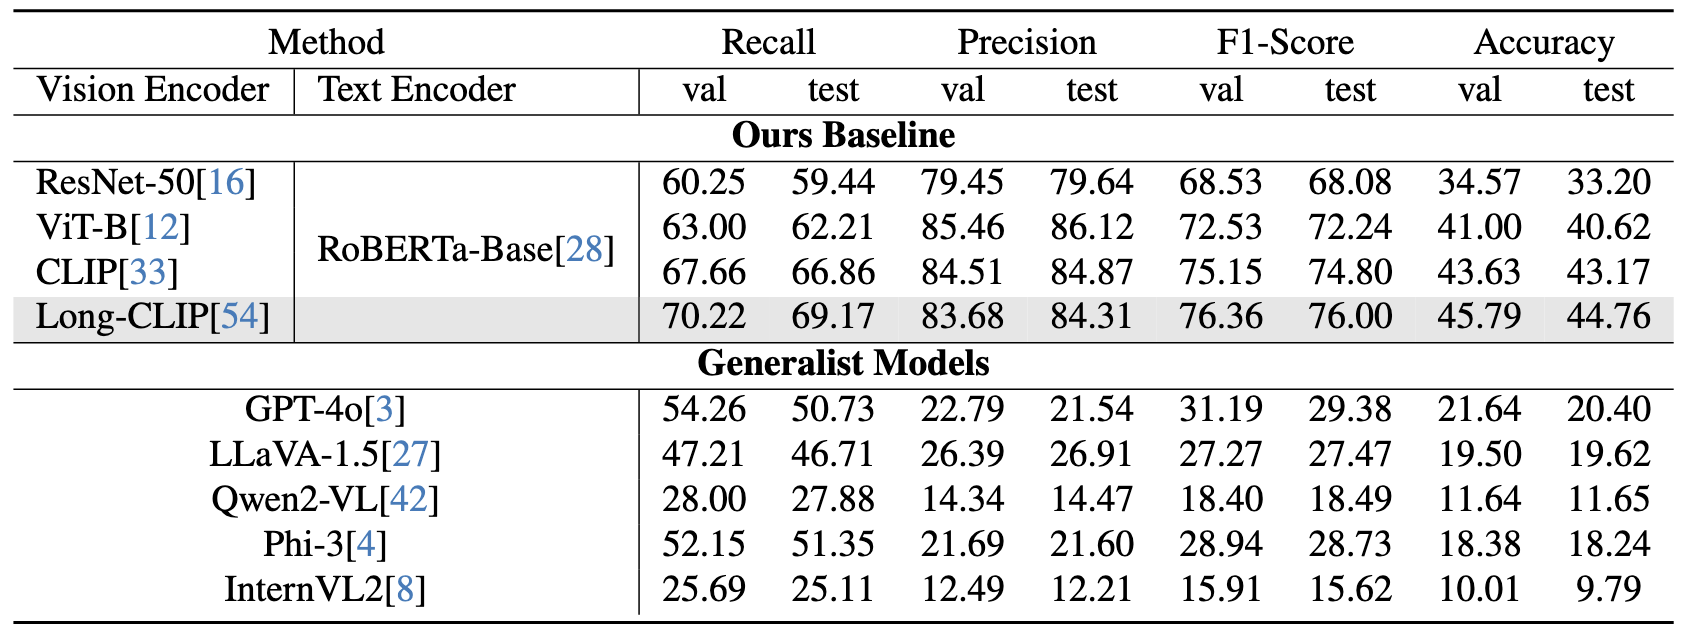 Method Recall Precision F1-Score Accuracy
Vision Encoder Text Encoder val test val test val test val test
Ours Baseline
ResNet-50[16] 60.25 59.44 79.45 79.64 68.53 68.08 34.57 33.20
ViT-B[12] 63.00 62.21 85.46 86.12 72.53 72.24 41.00 40.62
RoBERTa-Base[28]
CLIP[33] 67.66 66.86 84.51 84.87 75.15 74.80 43.63 43.17
Long-CLIP[54] 70.22 69.17 83.68 84.31 76.36 76.00 45.79 44.76
Generalist Models
GPT-4o[3] 54.26 50.73 22.79 21.54 31.19 29.38 21.64 20.40
LLaVA-1.5[27] 47.21 46.71 26.39 26.91 27.27 27.47 19.50 19.62
Qwen2-VL[42] 28.00 27.88 14.34 14.47 18.40 18.49 11.64 11.65
Phi-3[4] 52.15 51.35 21.69 21.60 28.94 28.73 18.38 18.24
InternVL2[8] 25.69 25.11 12.49 12.21 15.91 15.62 10.01 9.79